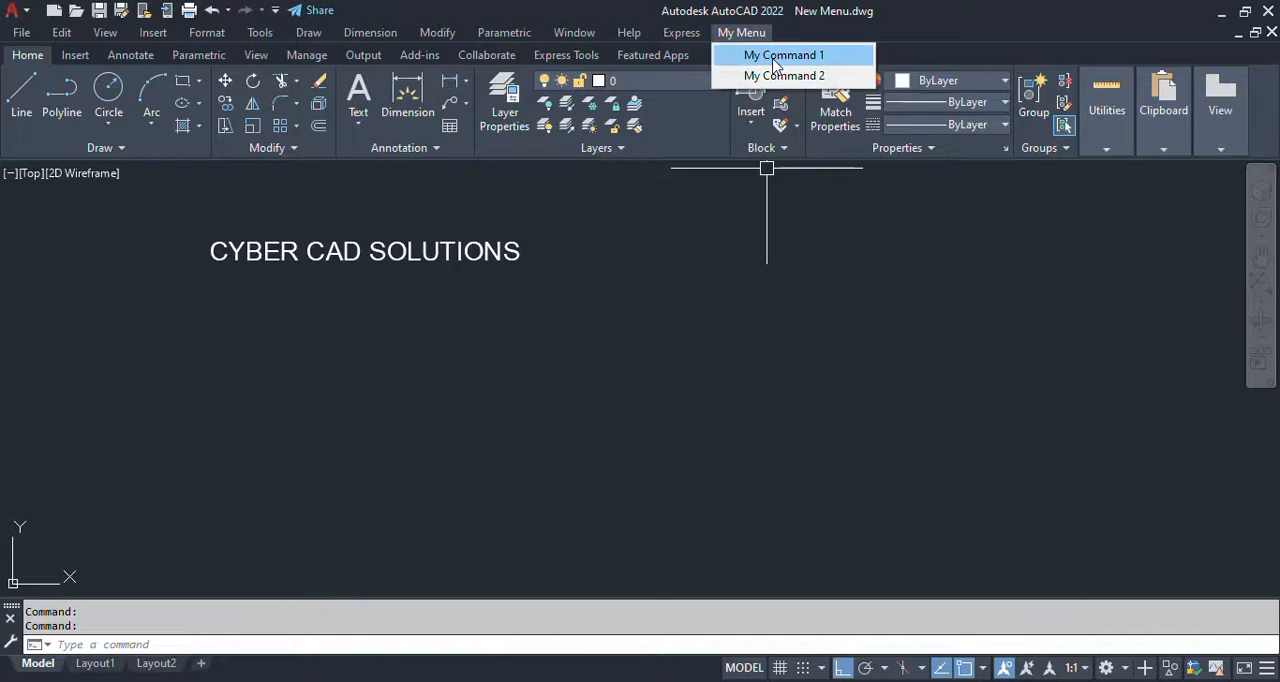 Share
Autodesk AutoCAD 2022 New Menu.dwg
File Edit View Insert Format Tools Draw Dimension Modify Parametric Window Help Express My Menu
Home Insert Annotate Parametric View Manage Output Add-ins Collaborate Express Tools Featured Apps
My Command 1
My Command 2
0
ByLayer
ByLayer
ByLayer
Line Polyline Circle Arc Text Dimension Layer Properties Insert Match Properties Group Utilities Clipboard View
Draw Modify Annotation Layers Block Properties Groups
[−][Top][2D Wireframe]
CYBER CAD SOLUTIONS
Y
X
Command:
Command:
Type a command
Model Layout1 Layout2 +
MODEL 1:1